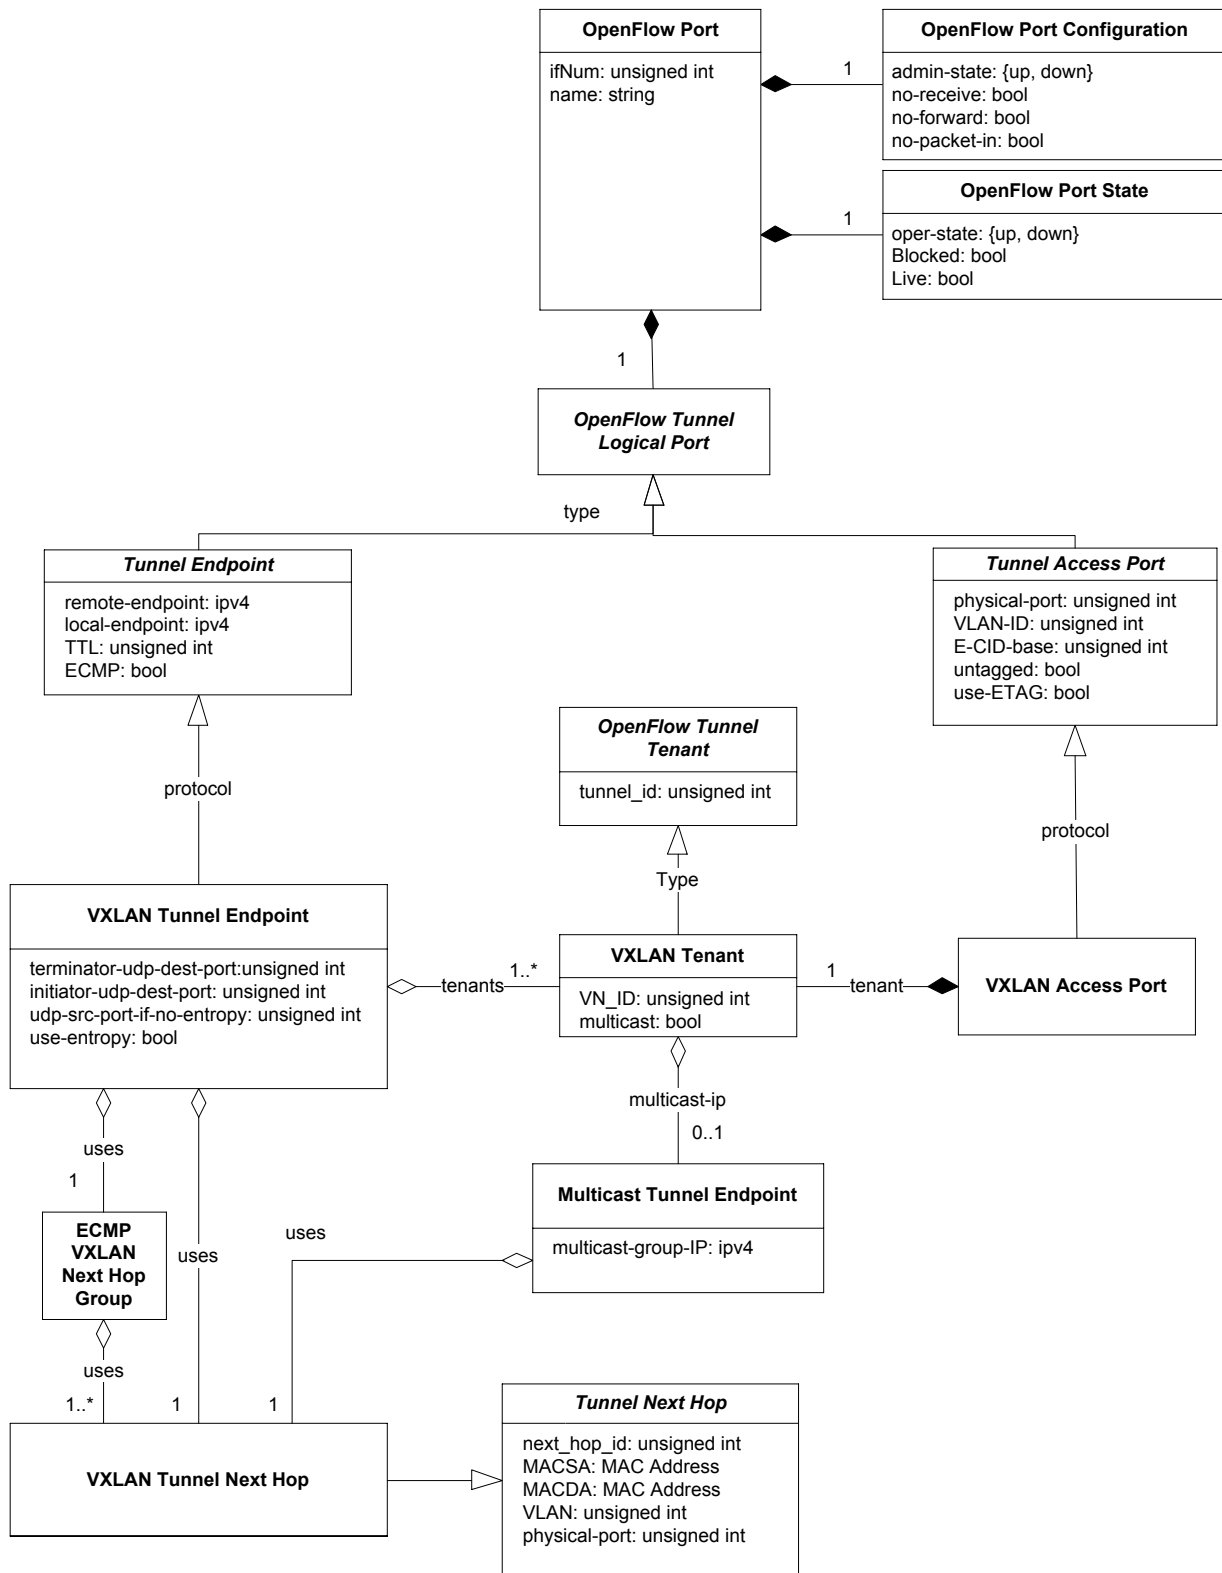 OpenFlow Port
ifNum: unsigned int
name: string
1
OpenFlow Port Configuration
admin-state: {up, down}
no-receive: bool
no-forward: bool
no-packet-in: bool
1
OpenFlow Port State
oper-state: {up, down}
Blocked: bool
Live: bool
1
OpenFlow Tunnel
Logical Port
type
Tunnel Endpoint
remote-endpoint: ipv4
local-endpoint: ipv4
TTL: unsigned int
ECMP: bool
Tunnel Access Port
physical-port: unsigned int
VLAN-ID: unsigned int
E-CID-base: unsigned int
untagged: bool
use-ETAG: bool
OpenFlow Tunnel
Tenant
tunnel_id: unsigned int
protocol
protocol
Type
VXLAN Tunnel Endpoint
terminator-udp-dest-port:unsigned int
initiator-udp-dest-port: unsigned int
udp-src-port-if-no-entropy: unsigned int
use-entropy: bool
tenants
1..*
VXLAN Tenant
VN_ID: unsigned int
multicast: bool
1
tenant
VXLAN Access Port
multicast-ip
0..1
uses
1
Multicast Tunnel Endpoint
multicast-group-IP: ipv4
ECMP
VXLAN
Next Hop
Group
uses
uses
uses
1..*
1
1
VXLAN Tunnel Next Hop
Tunnel Next Hop
next_hop_id: unsigned int
MACSA: MAC Address
MACDA: MAC Address
VLAN: unsigned int
physical-port: unsigned int